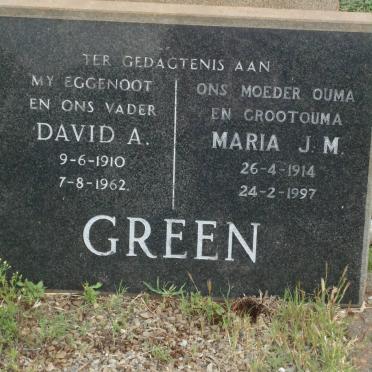 TER GEDAGTENIS AAN
MY EGGENOOT
EN ONS VADER
DAVID A.
9-6-1910
7-8-1962.
ONS MOEDER OUMA
EN GROOTOUMA
MARIA J. M.
26-4-1914
24-2-1997
GREEN